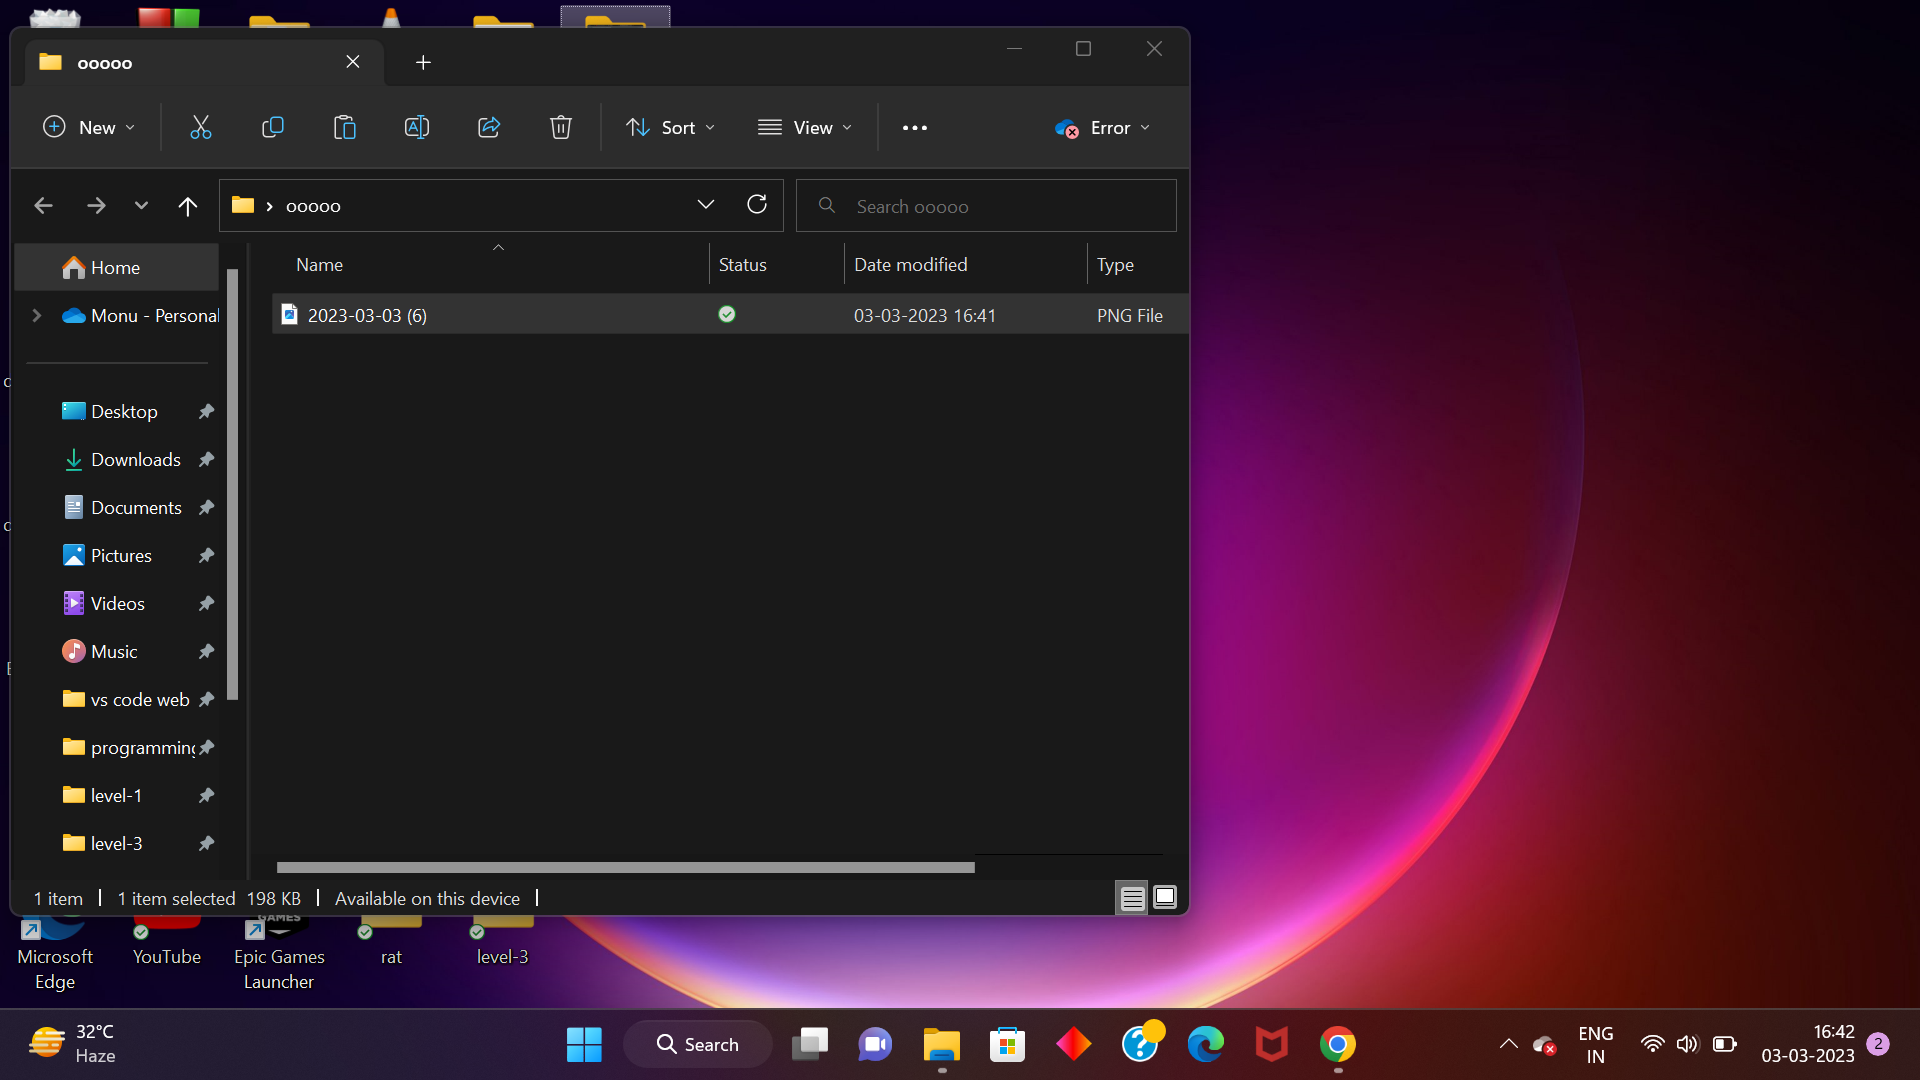 ooooo
New
Sort
View
Error
ooooo
Search ooooo
Name Status Date modified Type
2023-03-03 (6) 03-03-2023 16:41 PNG File
Home
Monu - Personal
Desktop
Downloads
Documents
Pictures
Videos
Music
vs code web
programming
level-1
level-3
1 item 1 item selected 198 KB Available on this device
GAMES
Microsoft Edge
YouTube
Epic Games Launcher
rat
level-3
32°C
Haze
Search
ENG
IN
16:42
03-03-2023
2